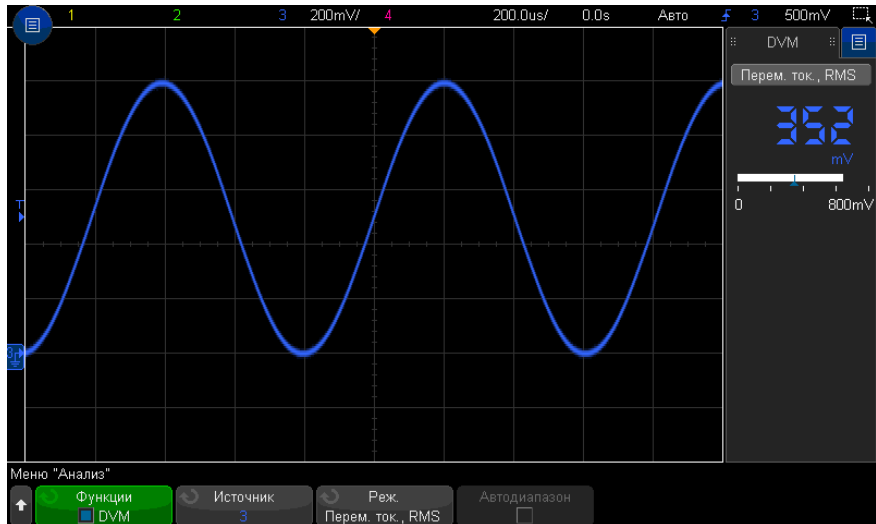 1 2 3 200mV/ 4 200.0us/ 0.0s Авто 3 500mV
DVM
Перем. ток., RMS
352
mV
0 800mV
T
3
Меню "Анализ"
Функции Источник Реж. Автодиапазон
DVM 3 Перем. ток., RMS